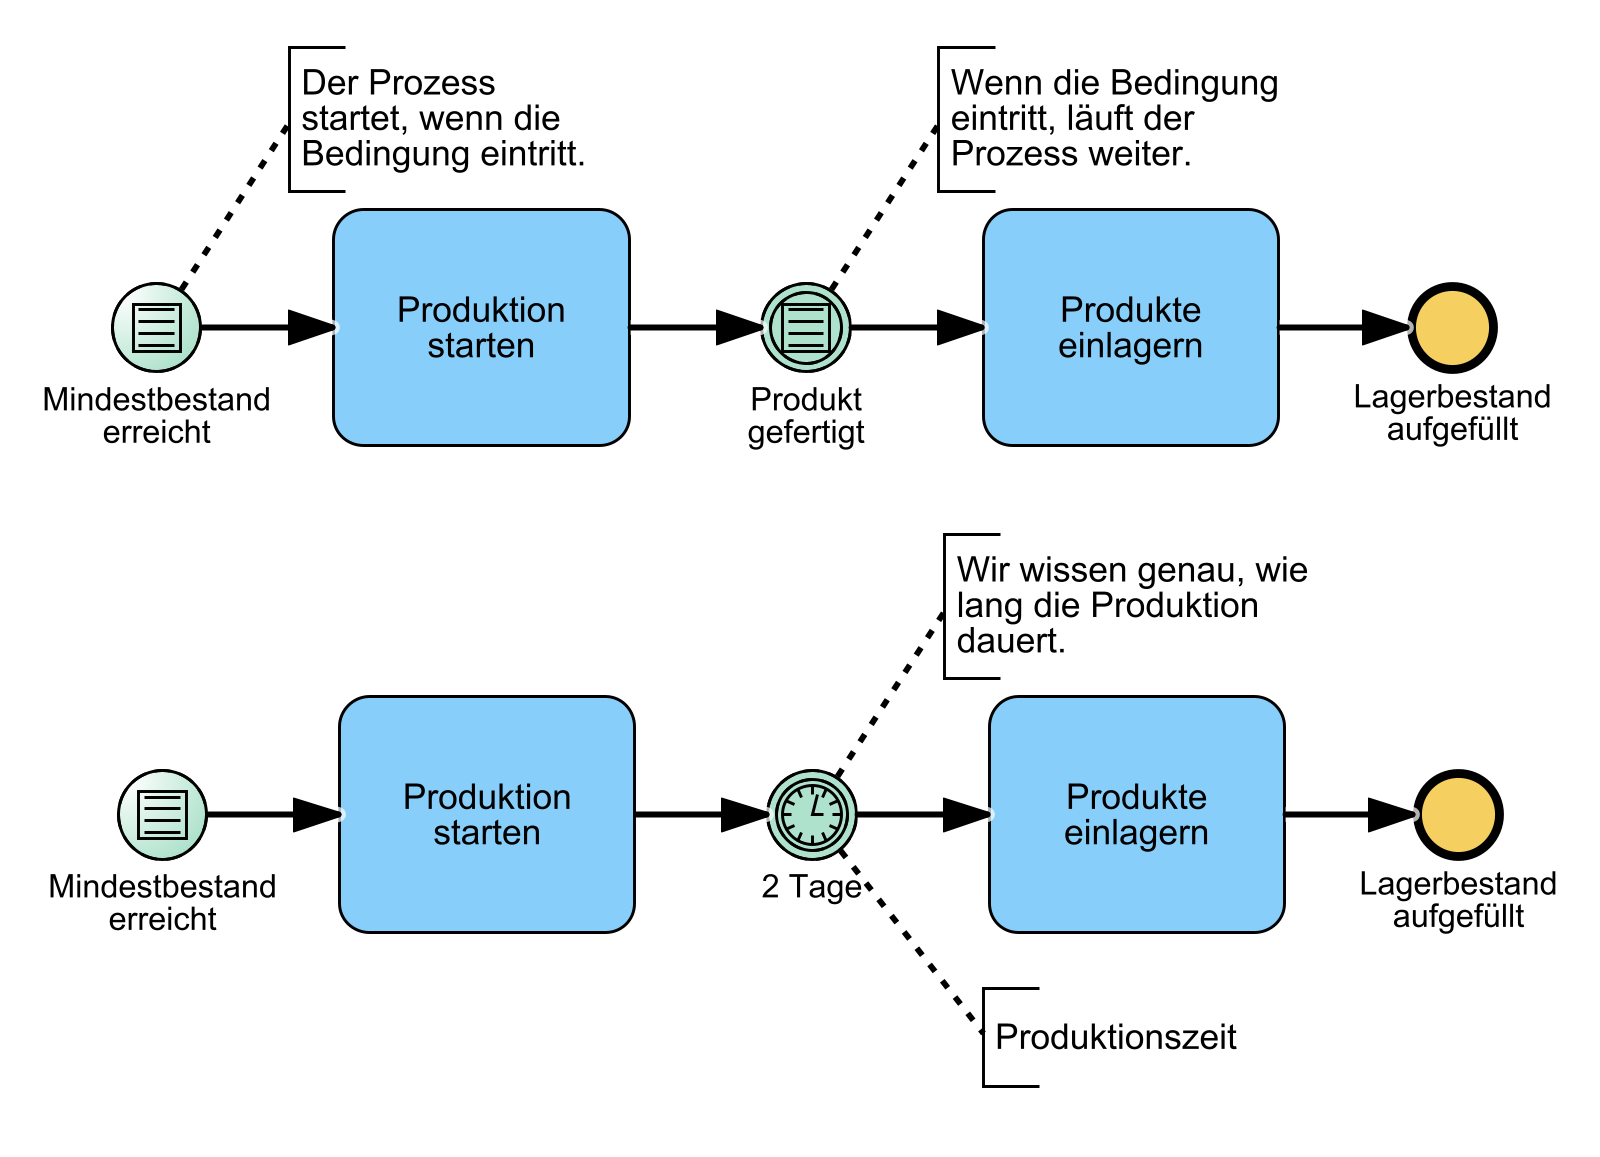 Der Prozess
startet, wenn die
Bedingung eintritt.
Wenn die Bedingung
eintritt, läuft der
Prozess weiter.
Mindestbestand
erreicht
Produktion
starten
Produkt
gefertigt
Produkte
einlagern
Lagerbestand
aufgefüllt
Wir wissen genau, wie
lang die Produktion
dauert.
Mindestbestand
erreicht
Produktion
starten
2 Tage
Produkte
einlagern
Lagerbestand
aufgefüllt
Produktionszeit